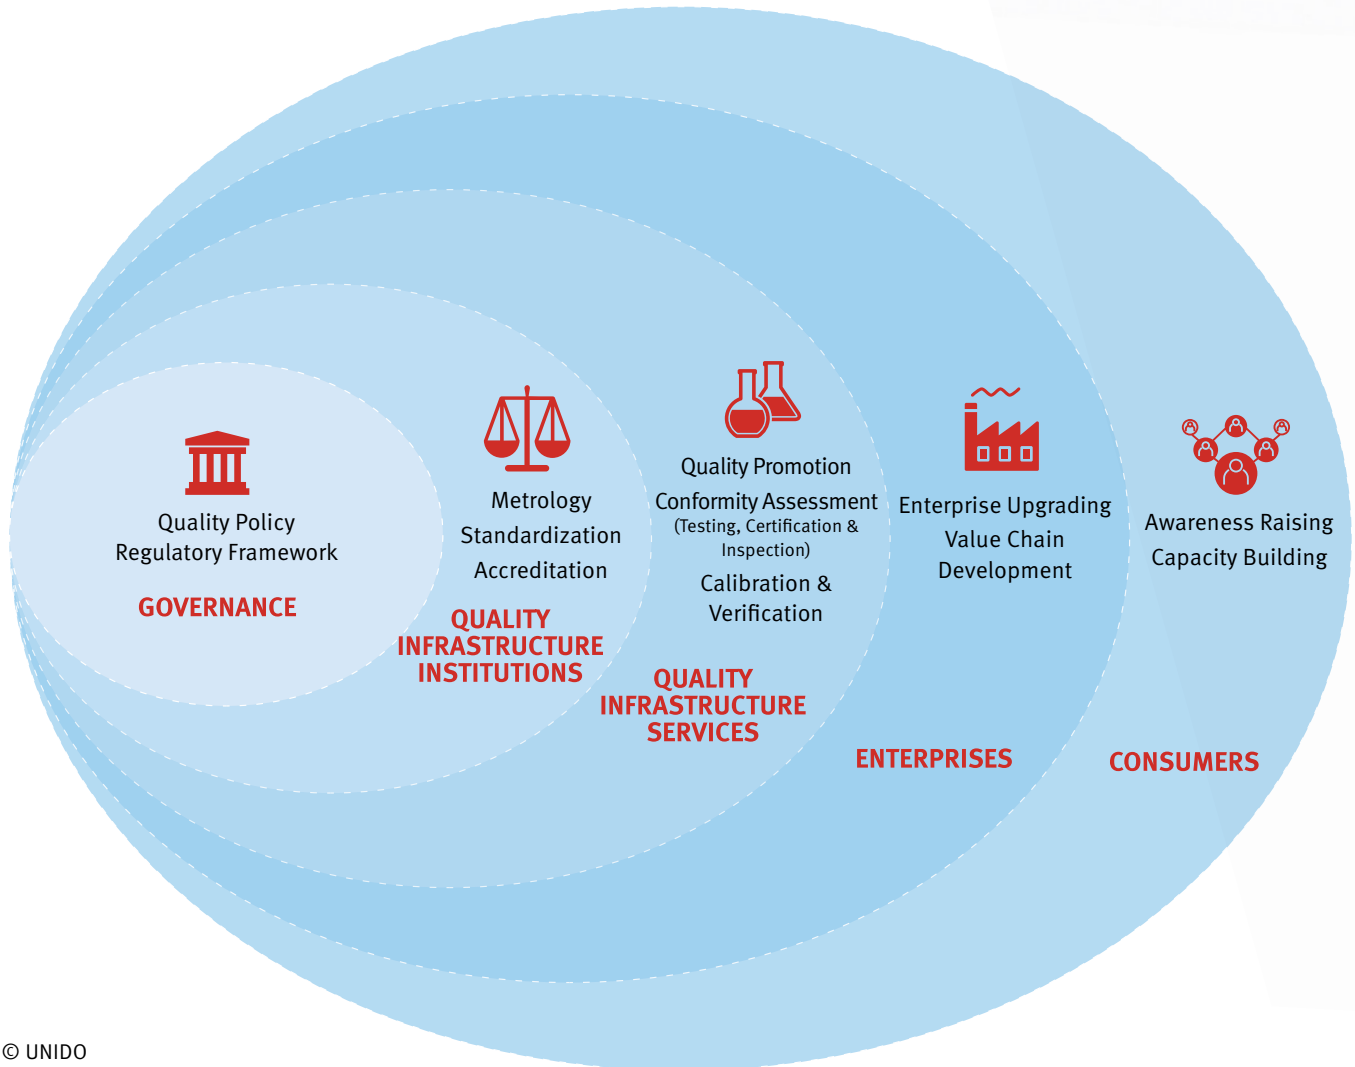 Quality Policy
Regulatory Framework
GOVERNANCE
Metrology
Standardization
Accreditation
QUALITY
INFRASTRUCTURE
INSTITUTIONS
Quality Promotion
Conformity Assessment
(Testing, Certification &
Inspection)
Calibration &
Verification
QUALITY
INFRASTRUCTURE
SERVICES
Enterprise Upgrading
Value Chain
Development
ENTERPRISES
Awareness Raising
Capacity Building
CONSUMERS
© UNIDO